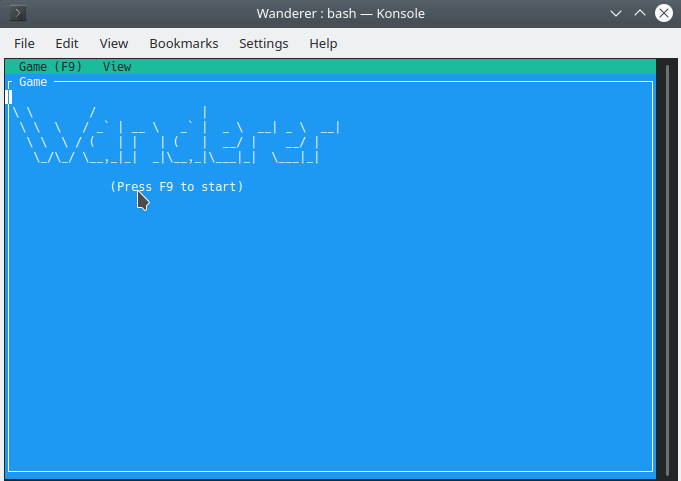 Wanderer : bash — Konsole
File Edit View Bookmarks Settings Help
Game (F9) View
Game
Wanderer
(Press F9 to start)